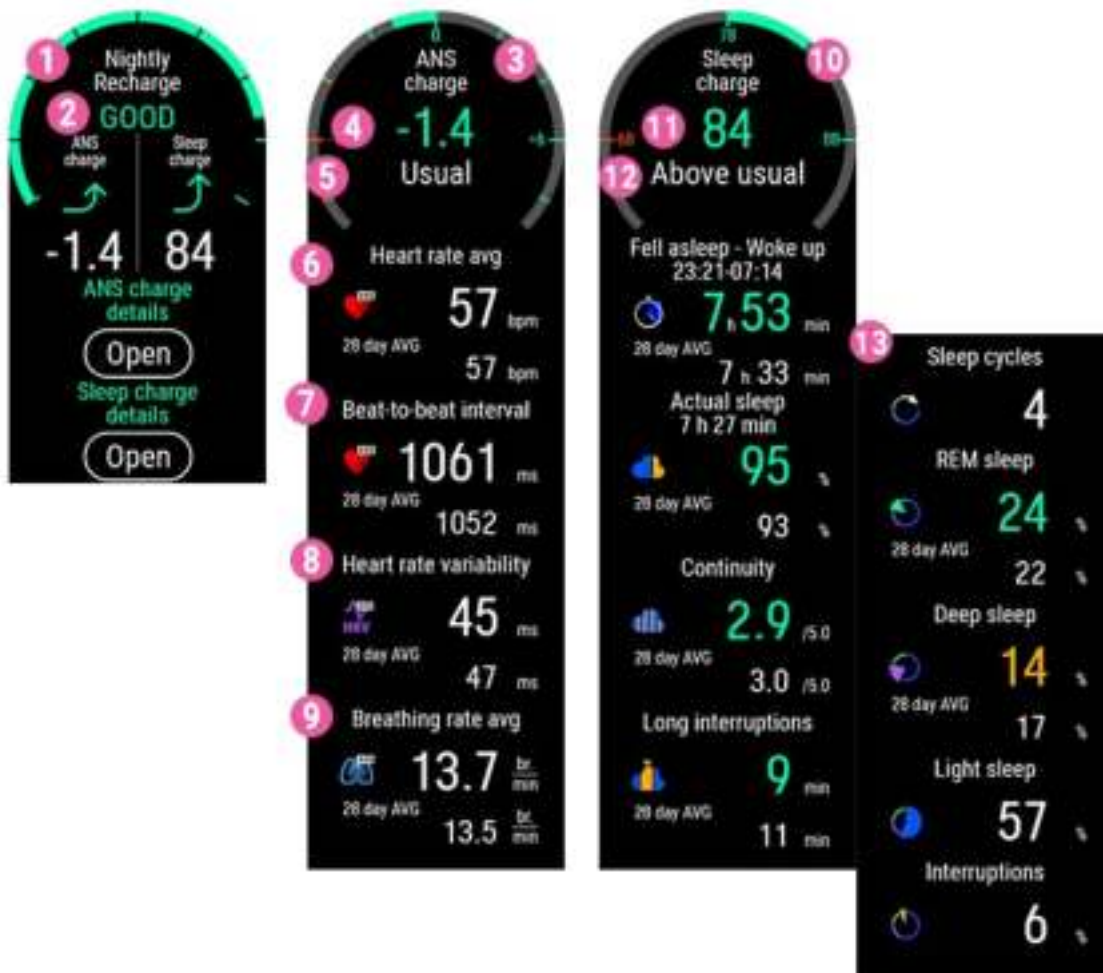 1
Nightly
Recharge
2
GOOD
ANS
charge
Sleep
charge
-1.4
84
ANS charge
details
Open
Sleep charge
details
Open
0
3
ANS
charge
4
-1.4
+6
5
Usual
6
Heart rate avg
57 bpm
28 day AVG
57 bpm
7
Beat-to-beat interval
1061 ms
28 day AVG
1052 ms
8
Heart rate variability
HRV
45 ms
28 day AVG
47 ms
9
Breathing rate avg
13.7 br.
min
28 day AVG
13.5 br.
min
78
10
Sleep
charge
11
84
12
Above usual
Fell asleep - Woke up
23:21-07:14
7 h 53 min
28 day AVG
7 h 33 min
Actual sleep
7 h 27 min
95 %
28 day AVG
93 %
Continuity
2.9 /5.0
28 day AVG
3.0 /5.0
Long interruptions
9 min
28 day AVG
11 min
13
Sleep cycles
4
REM sleep
24 %
28 day AVG
22 %
Deep sleep
14 %
28 day AVG
17 %
Light sleep
57 %
Interruptions
6 %